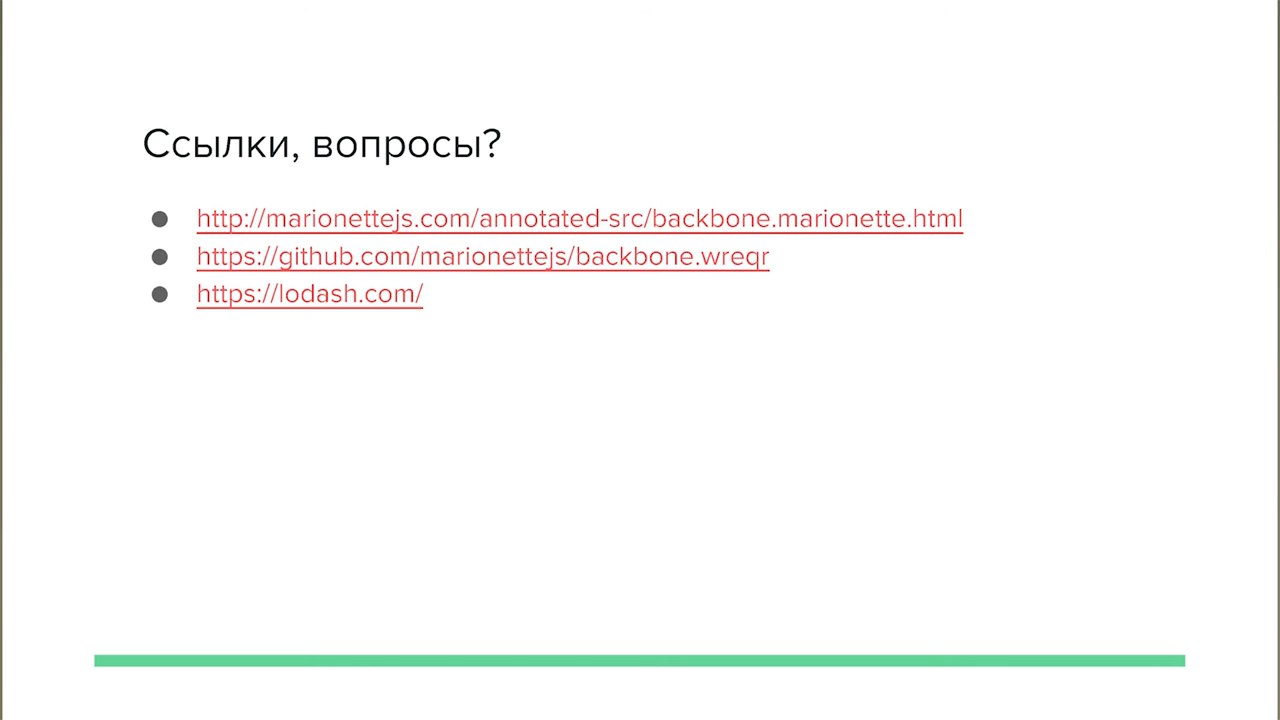 Ссылки, вопросы?
http://marionettejs.com/annotated-src/backbone.marionette.html
https://github.com/marionettejs/backbone.wreqr
https://lodash.com/